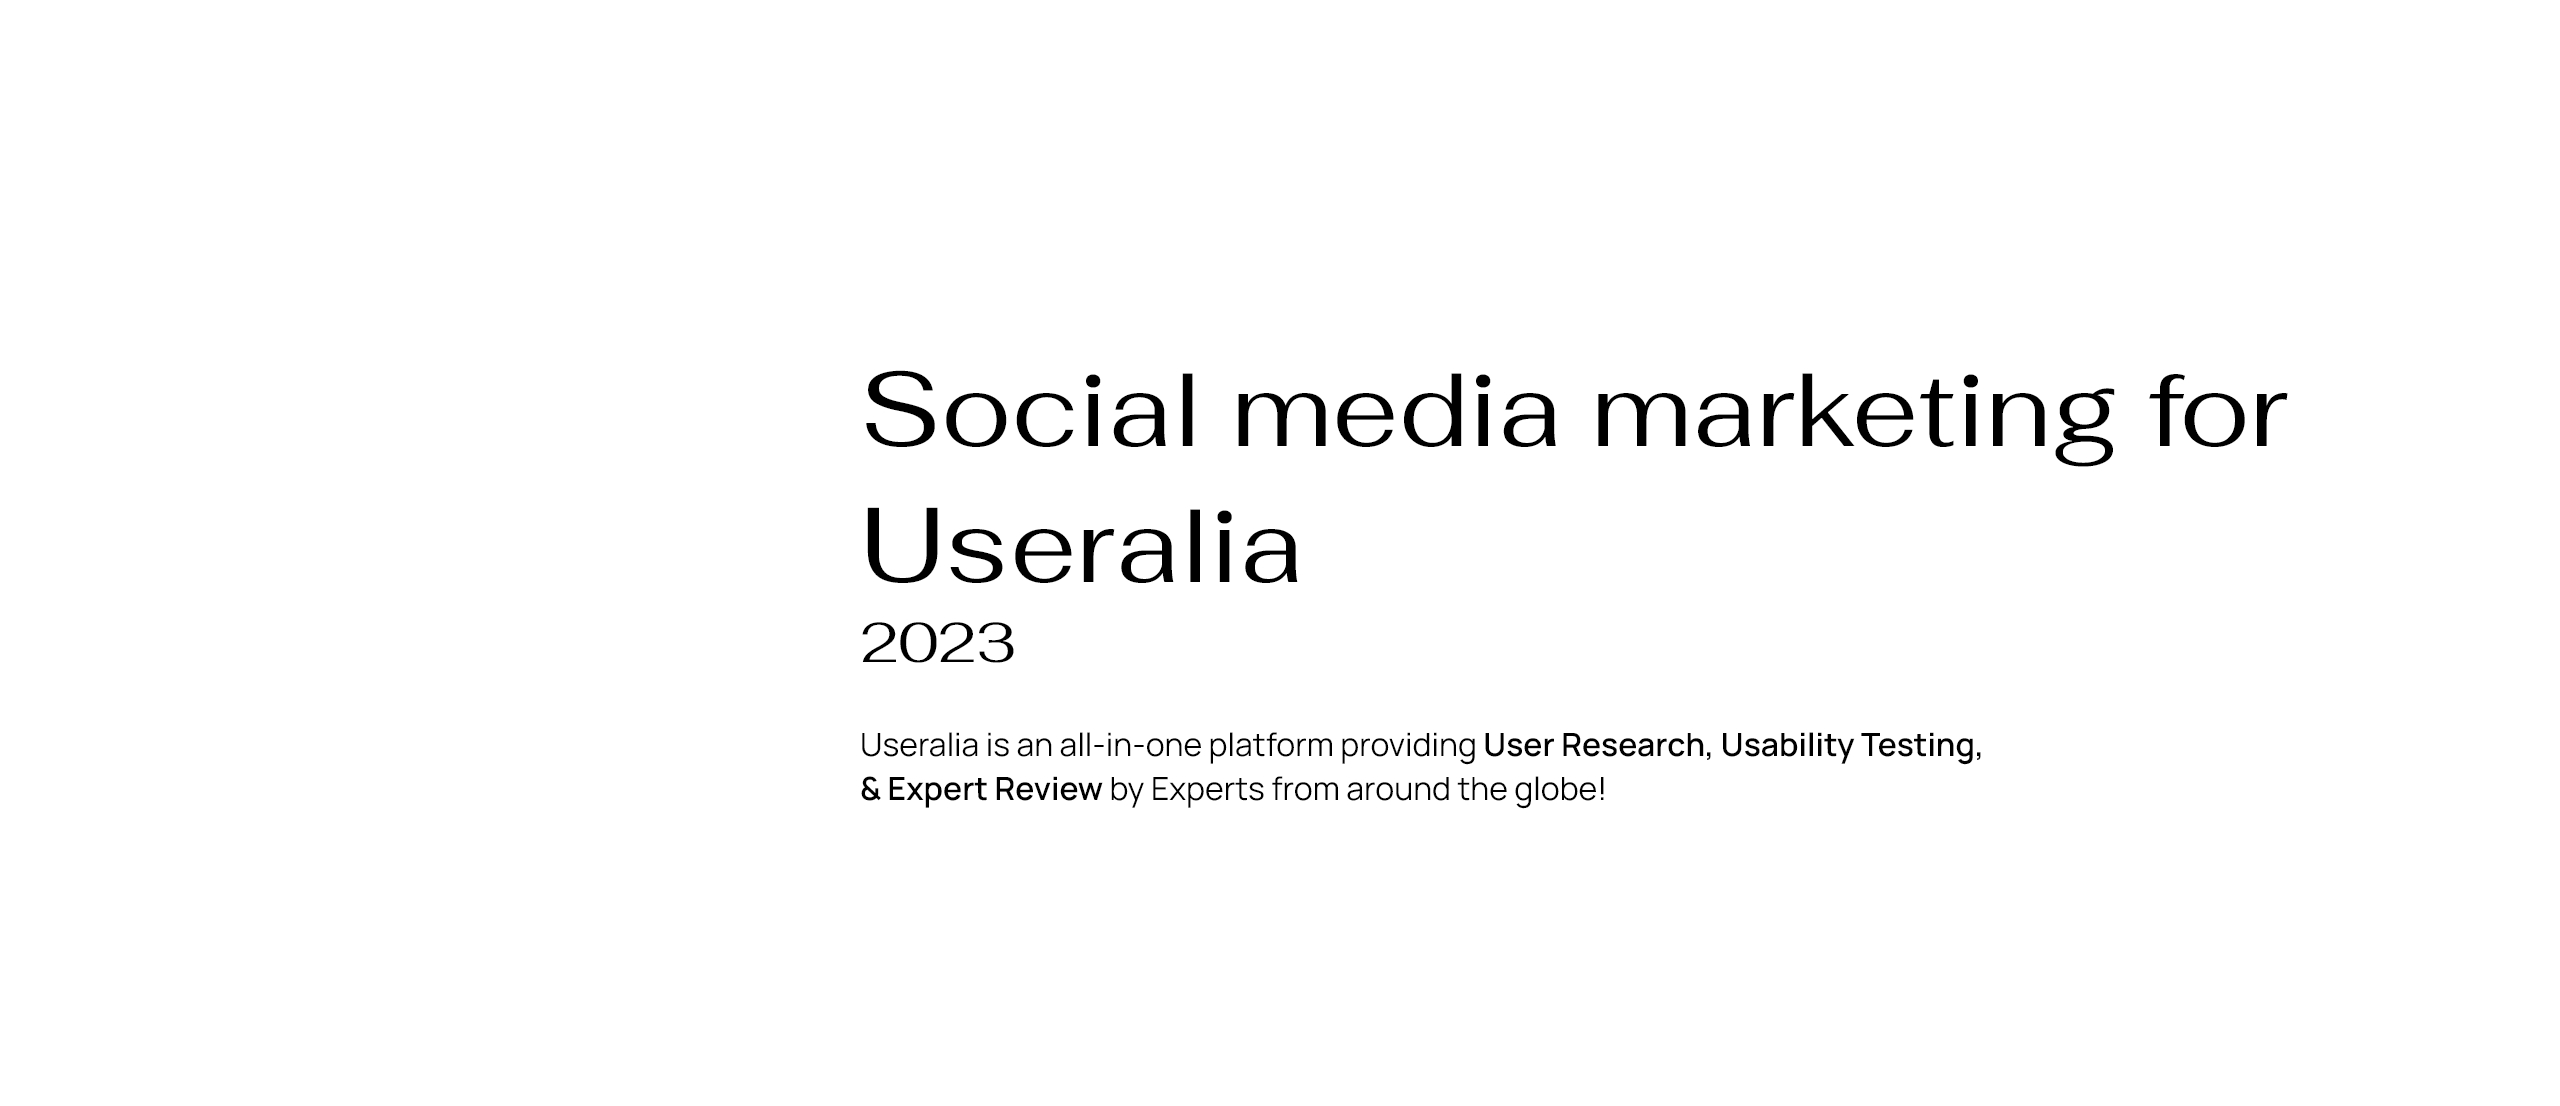 Social media marketing for
Useralia
2023
Useralia is an all-in-one platform providing User Research, Usability Testing,
& Expert Review by Experts from around the globe!